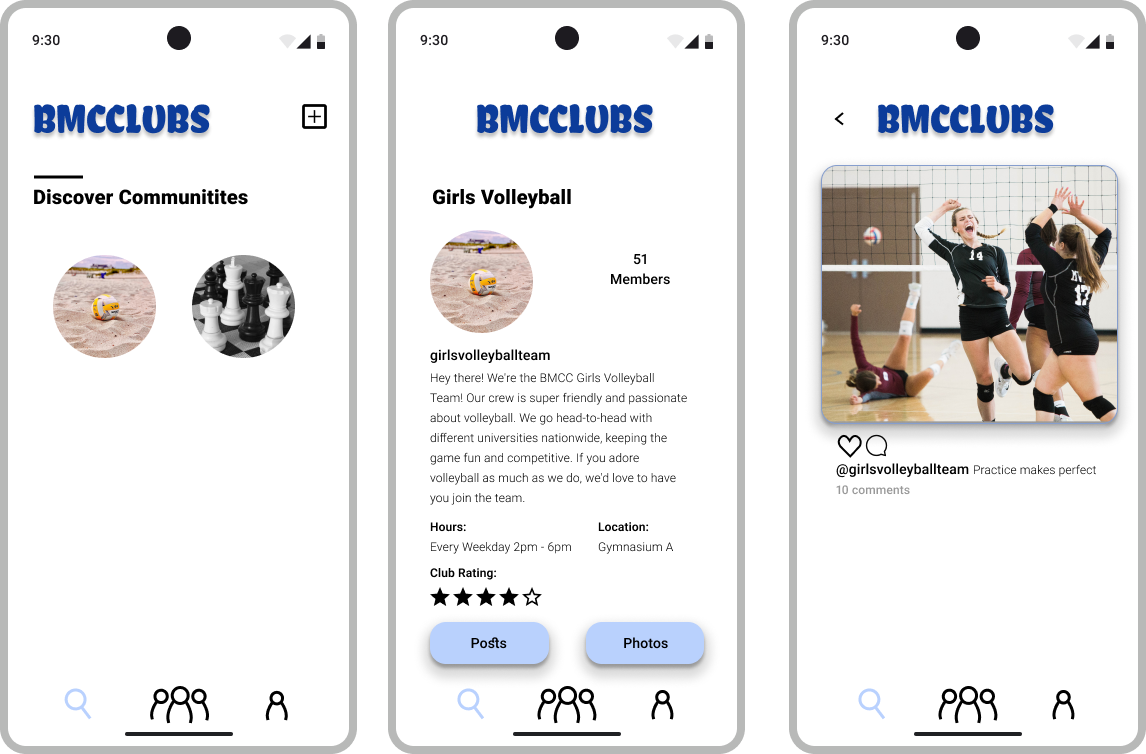 9:30
BMCCLUBS
Discover Communitites
9:30
BMCCLUBS
Girls Volleyball
51
Members
girlsvolleyballteam
Hey there! We're the BMCC Girls Volleyball
Team! Our crew is super friendly and passionate
about volleyball. We go head-to-head with
different universities nationwide, keeping the
game fun and competitive. If you adore
volleyball as much as we do, we'd love to have
you join the team.
Hours:
Every Weekday 2pm - 6pm
Location:
Gymnasium A
Club Rating:
Posts
Photos
9:30
BMCCLUBS
14
17
@girlsvolleyballteam Practice makes perfect
10 comments